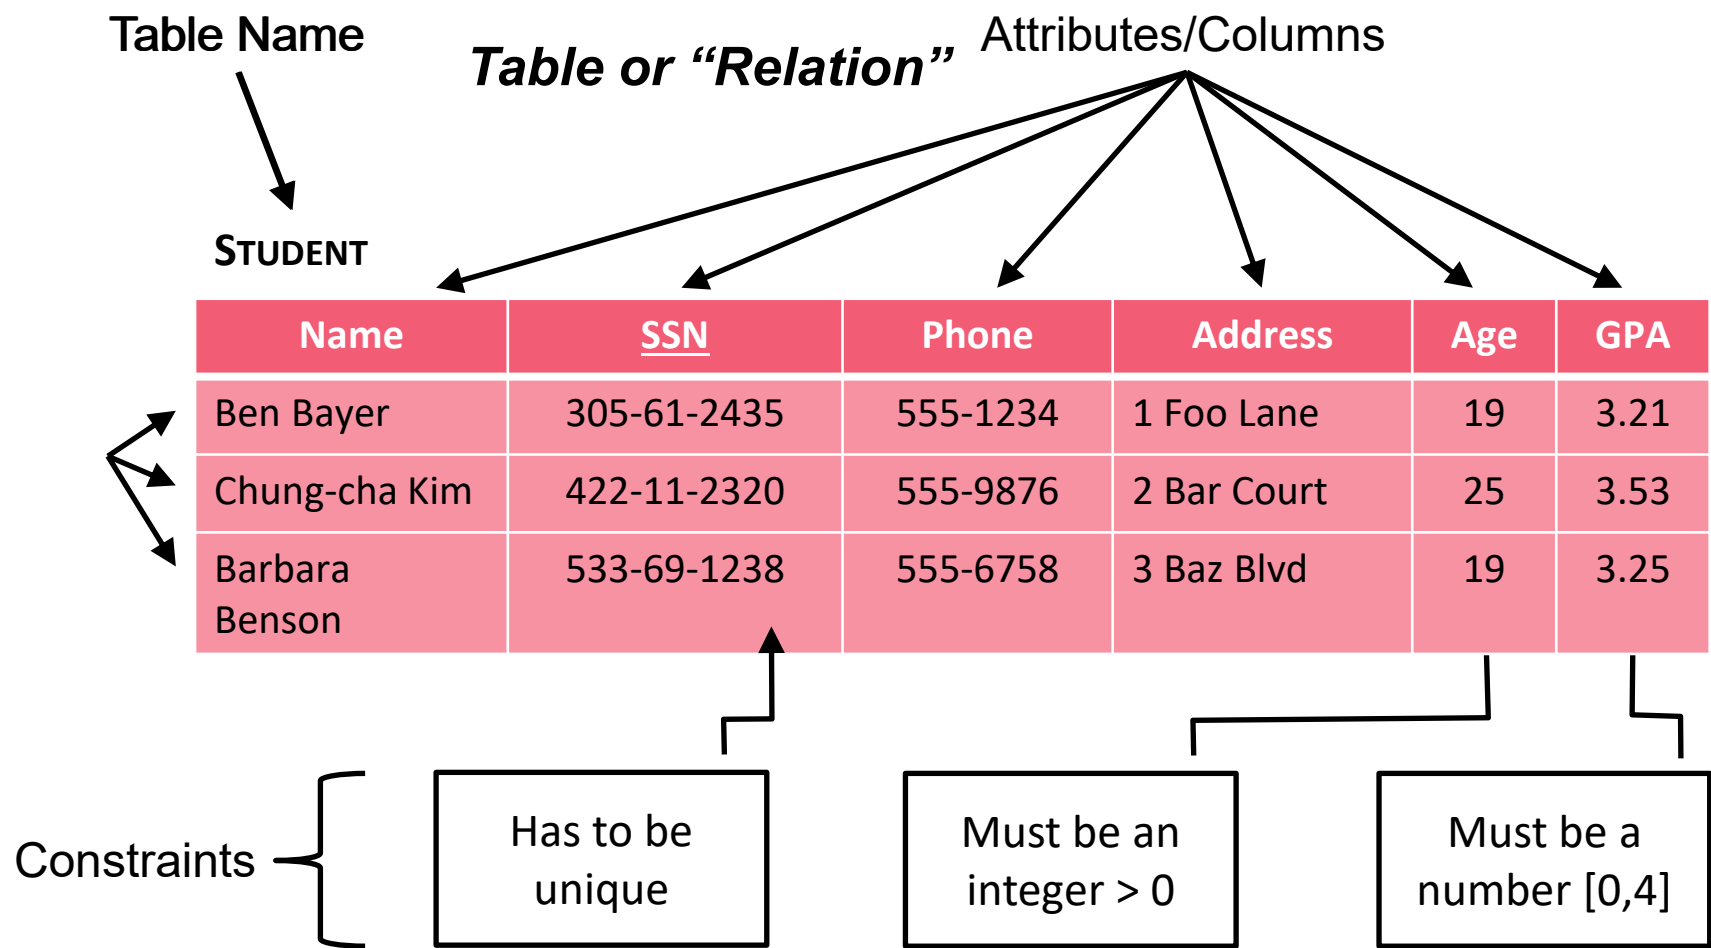 Table Name
Table or “Relation”
Attributes/Columns
STUDENT
Name SSN Phone Address Age GPA
Ben Bayer 305-61-2435 555-1234 1 Foo Lane 19 3.21
Chung-cha Kim 422-11-2320 555-9876 2 Bar Court 25 3.53
Barbara 533-69-1238 555-6758 3 Baz Blvd 19 3.25
Benson
Constraints
Has to be
unique
Must be an
integer > 0
Must be a
number [0,4]